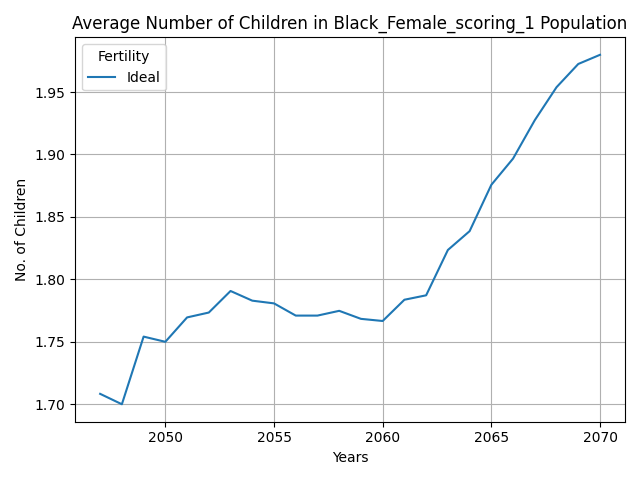 Average Number of Children in Black_Female_scoring_1 Population
Fertility
Ideal
No. of Children
1.95
1.90
1.85
1.80
1.75
1.70
2050 2055 2060 2065 2070
Years